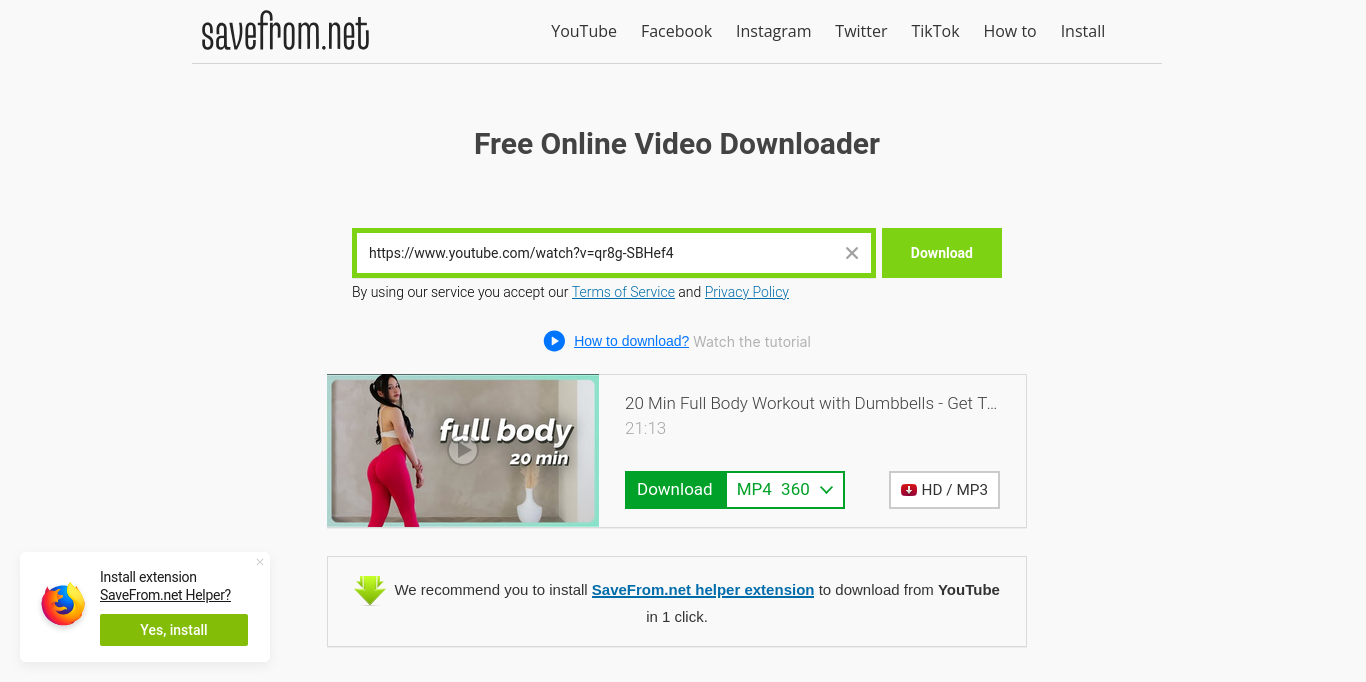 savefrom.net
YouTube Facebook Instagram Twitter TikTok How to Install
Free Online Video Downloader
https://www.youtube.com/watch?v=qr8g-SBHef4
Download
By using our service you accept our Terms of Service and Privacy Policy
How to download? Watch the tutorial
full body
20 min
20 Min Full Body Workout with Dumbbells - Get T...
21:13
Download MP4 360
HD / MP3
We recommend you to install SaveFrom.net helper extension to download from YouTube
in 1 click.
Install extension
SaveFrom.net Helper?
Yes, install